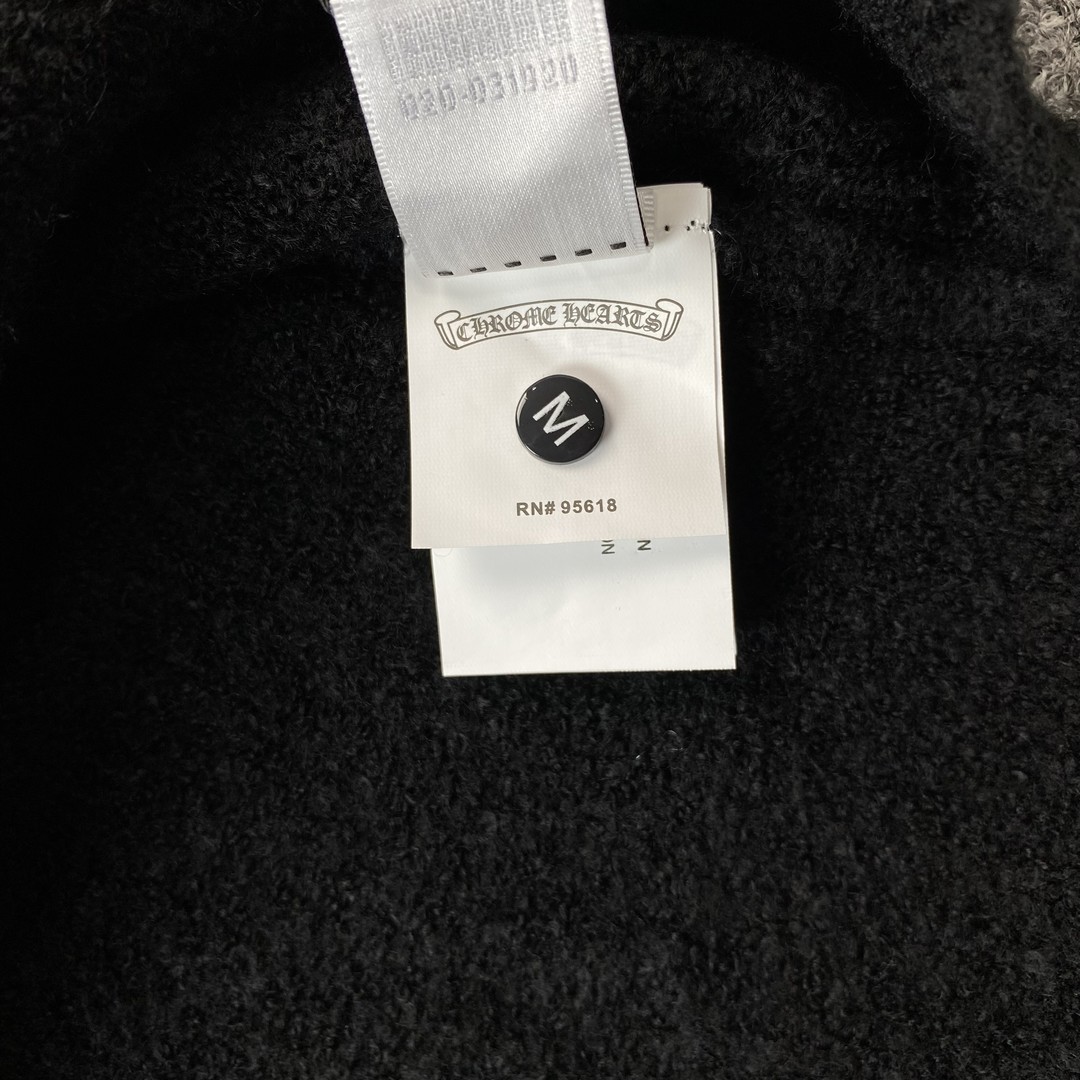 CHROME HEARTS
M
RN# 95618
N